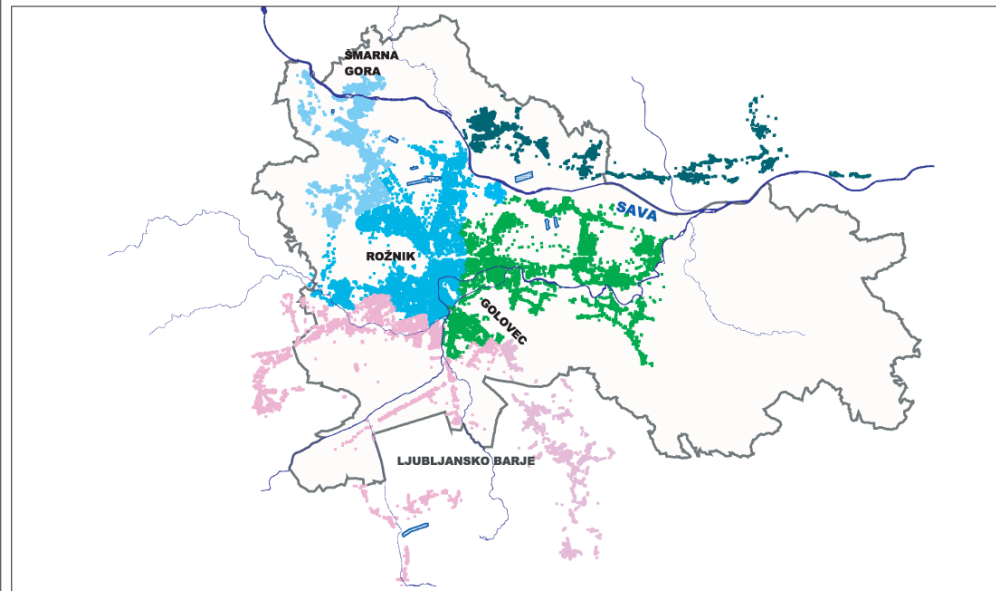 ŠMARNA
GORA
SAVA
ROŽNIK
GOLOVEC
LJUBLJANSKO BARJE